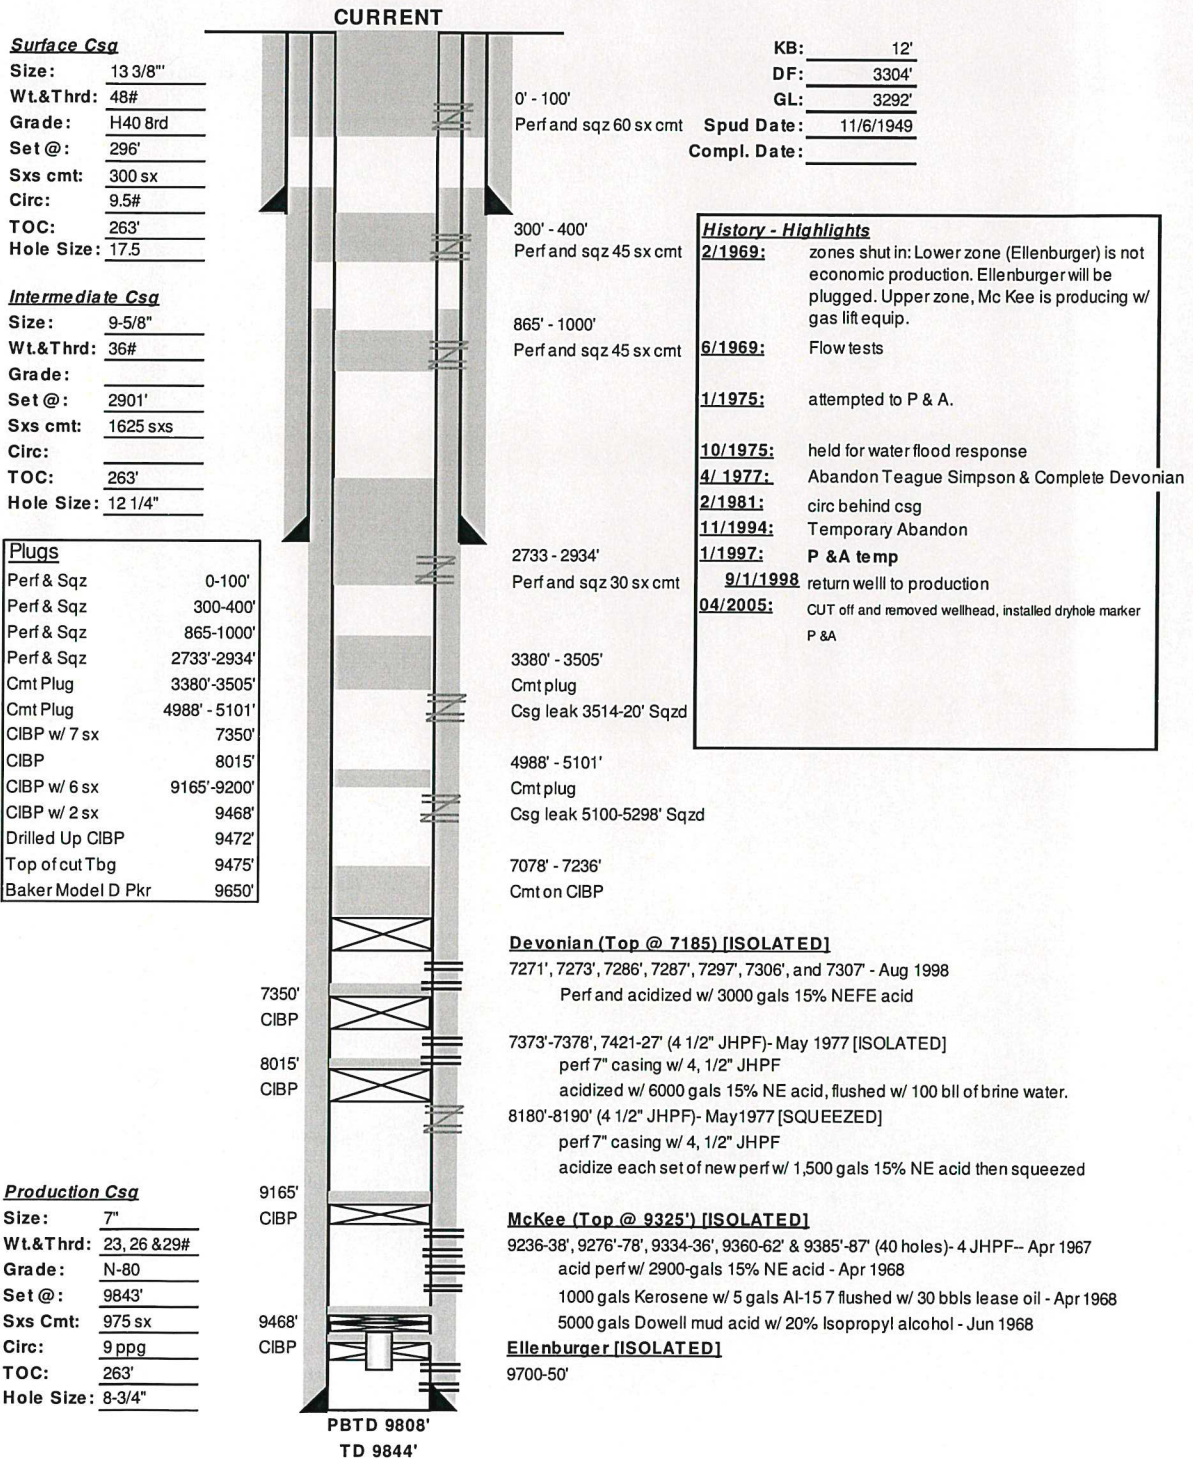 CURRENT
Surface Csg
Size: 13 3/8"'
Wt.&Thrd: 48#
Grade: H40 8rd
Set @: 296'
Sxs cmt: 300 sx
Circ: 9.5#
TOC: 263'
Hole Size: 17.5
Intermediate Csg
Size: 9-5/8"
Wt.&Thrd: 36#
Grade:
Set @: 2901'
Sxs cmt: 1625 sxs
Circ:
TOC: 263'
Hole Size: 12 1/4"
Plugs
Perf & Sqz 0-100'
Perf & Sqz 300-400'
Perf & Sqz 865-1000'
Perf & Sqz 2733'-2934'
Cmt Plug 3380'-3505'
Cmt Plug 4988' - 5101'
CIBP w/ 7 sx 7350'
CIBP 8015'
CIBP w/ 6 sx 9165'-9200'
CIBP w/ 2 sx 9468'
Drilled Up CIBP 9472'
Top of cut Tbg 9475'
Baker Model D Pkr 9650'
Production Csg
Size: 7"
Wt.&Thrd: 23, 26 &29#
Grade: N-80
Set @: 9843'
Sxs Cmt: 975 sx
Circ: 9 ppg
TOC: 263'
Hole Size: 8-3/4"
7350'
CIBP
8015'
CIBP
9165'
CIBP
9468'
CIBP
PBTD 9808'
TD 9844'
0' - 100'
Perf and sqz 60 sx cmt
300' - 400'
Perf and sqz 45 sx cmt
865' - 1000'
Perf and sqz 45 sx cmt
2733 - 2934'
Perf and sqz 30 sx cmt
3380' - 3505'
Cmt plug
Csg leak 3514-20' Sqzd
4988' - 5101'
Cmt plug
Csg leak 5100-5298' Sqzd
7078' - 7236'
Cmt on CIBP
KB: 12'
DF: 3304'
GL: 3292'
Spud Date: 11/6/1949
Compl. Date:
History - Highlights
2/1969: zones shut in: Lower zone (Ellenburger) is not
economic production. Ellenburger will be
plugged. Upper zone, Mc Kee is producing w/
gas lift equip.
6/1969: Flow tests
1/1975: attempted to P & A.
10/1975: held for water flood response
4/ 1977: Abandon Teague Simpson & Complete Devonian
2/1981: circ behind csg
11/1994: Temporary Abandon
1/1997: P &A temp
9/1/1998 return welll to production
04/2005: CUT off and removed wellhead, installed dryhole marker
P &A
Devonian (Top @ 7185) [ISOLATED]
7271', 7273', 7286', 7287', 7297', 7306', and 7307' - Aug 1998
Perf and acidized w/ 3000 gals 15% NEFE acid
7373'-7378', 7421-27' (4 1/2" JHPF)- May 1977 [ISOLATED]
perf 7" casing w/ 4, 1/2" JHPF
acidized w/ 6000 gals 15% NE acid, flushed w/ 100 bll of brine water.
8180'-8190' (4 1/2" JHPF)- May1977 [SQUEEZED]
perf 7" casing w/ 4, 1/2" JHPF
acidize each set of new perf w/ 1,500 gals 15% NE acid then squeezed
McKee (Top @ 9325') [ISOLATED]
9236-38', 9276'-78', 9334-36', 9360-62' & 9385'-87' (40 holes)- 4 JHPF-- Apr 1967
acid perf w/ 2900-gals 15% NE acid - Apr 1968
1000 gals Kerosene w/ 5 gals AI-15 7 flushed w/ 30 bbls lease oil - Apr 1968
5000 gals Dowell mud acid w/ 20% Isopropyl alcohol - Jun 1968
Ellenburger [ISOLATED]
9700-50'